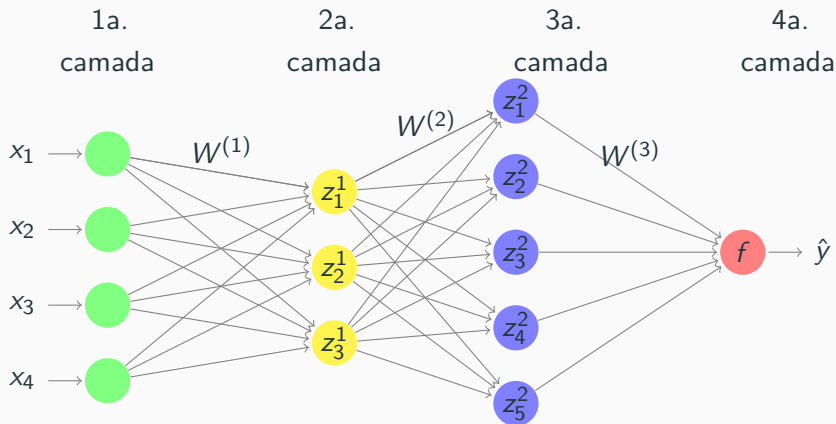 1a. 2a. 3a. 4a.
camada camada camada camada
x₁ W⁽¹⁾ z₁¹ W⁽²⁾ z₁² W⁽³⁾
x₂ z₂¹ z₂²
x₃ z₃¹ z₃² f ŷ
x₄ z₄²
z₅²